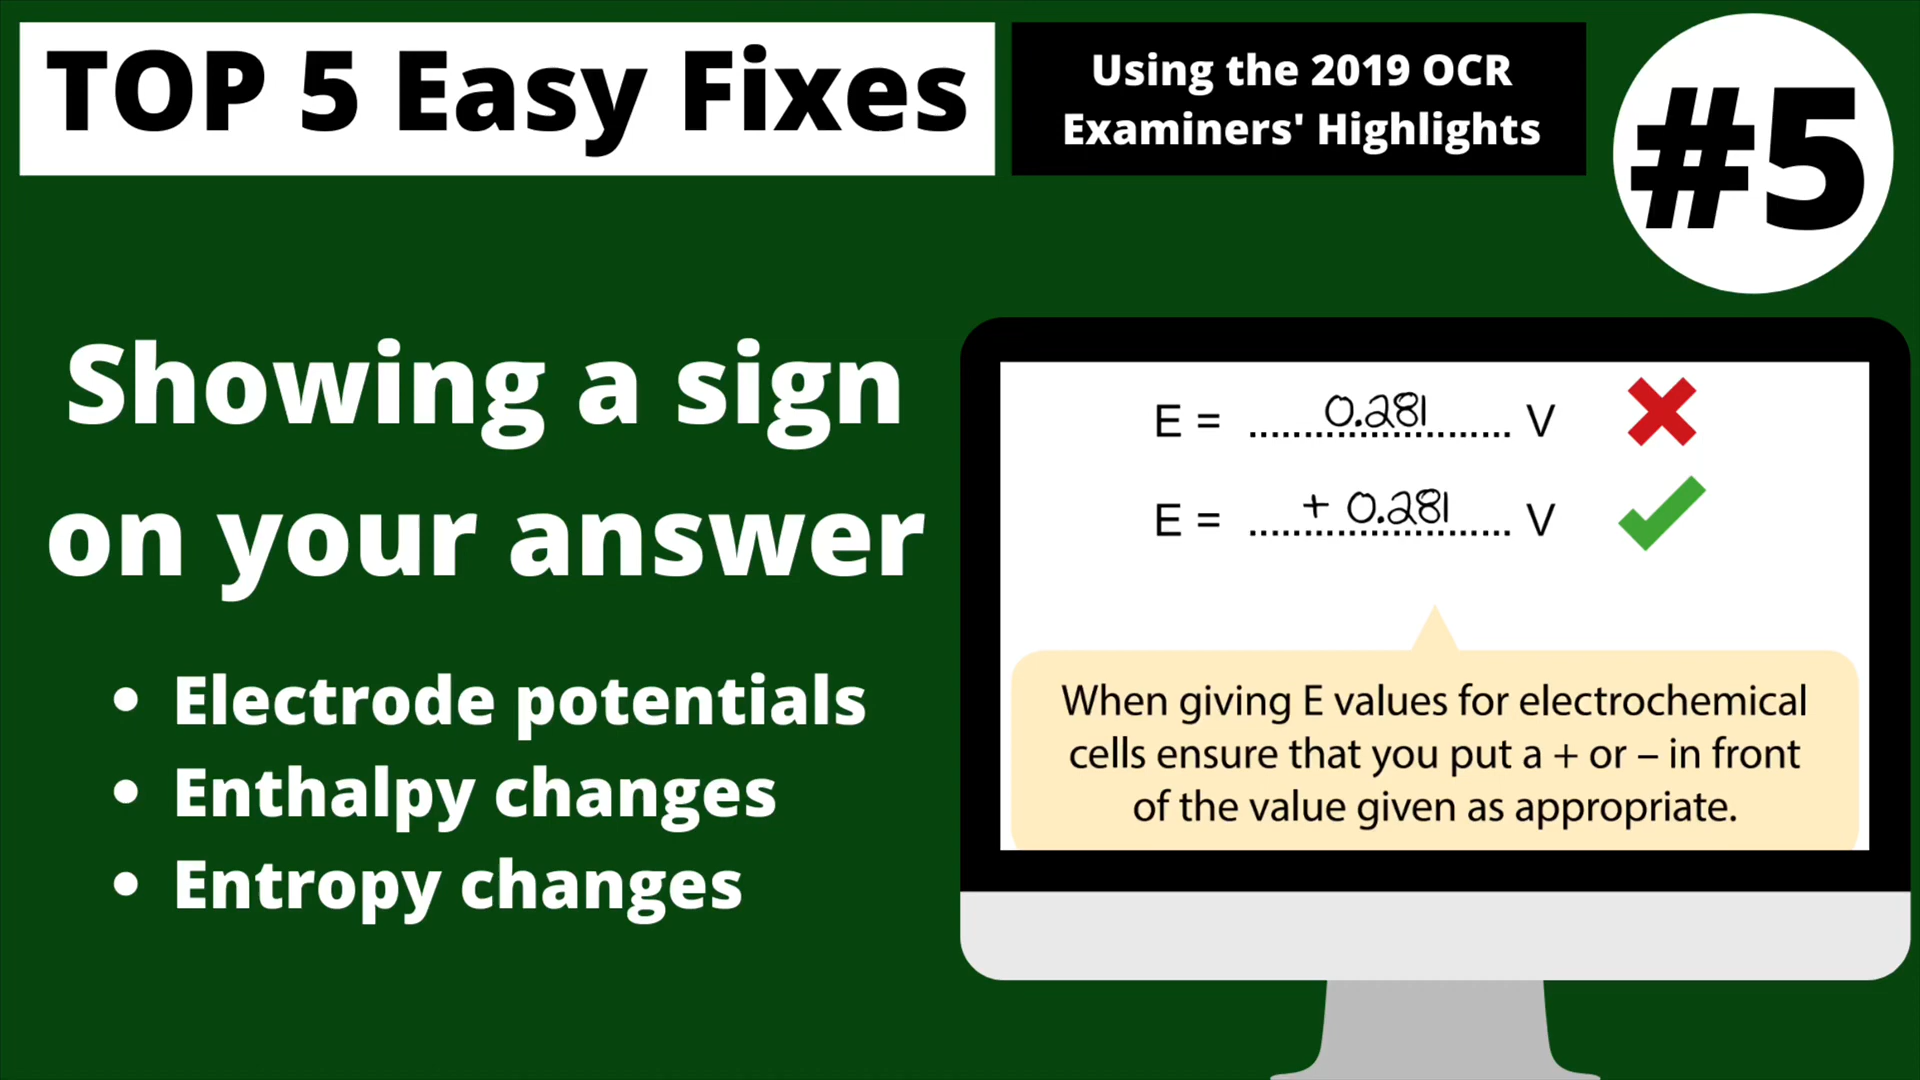 TOP 5 Easy Fixes
Using the 2019 OCR
Examiners' Highlights
#5
Showing a sign
on your answer
• Electrode potentials
• Enthalpy changes
• Entropy changes
E = ....0.281.... V
E = ....+ 0.281.... V
When giving E values for electrochemical
cells ensure that you put a + or – in front
of the value given as appropriate.